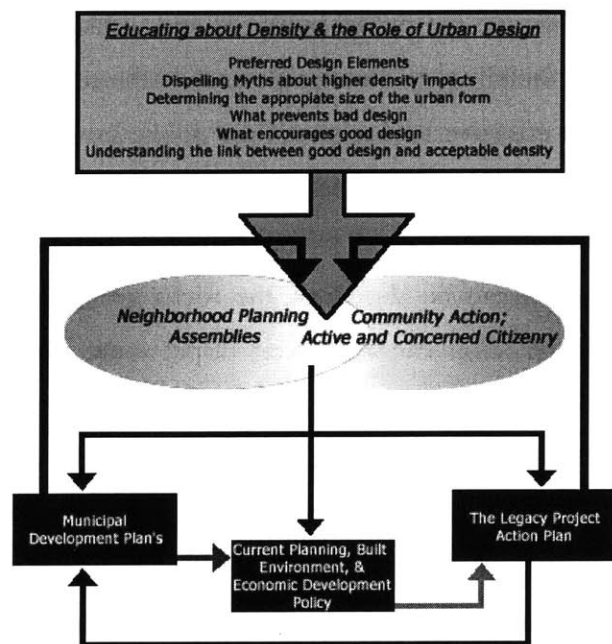 Educating about Density & the Role of Urban Design
Preferred Design Elements
Dispelling Myths about higher density impacts
Determining the appropiate size of the urban form
What prevents bad design
What encourages good design
Understanding the link between good design and acceptable density
Neighborhood Planning
Assemblies
Community Action;
Active and Concerned Citizenry
Municipal
Development Plan's
Current Planning, Built
Environment, &
Economic Development
Policy
The Legacy Project
Action Plan